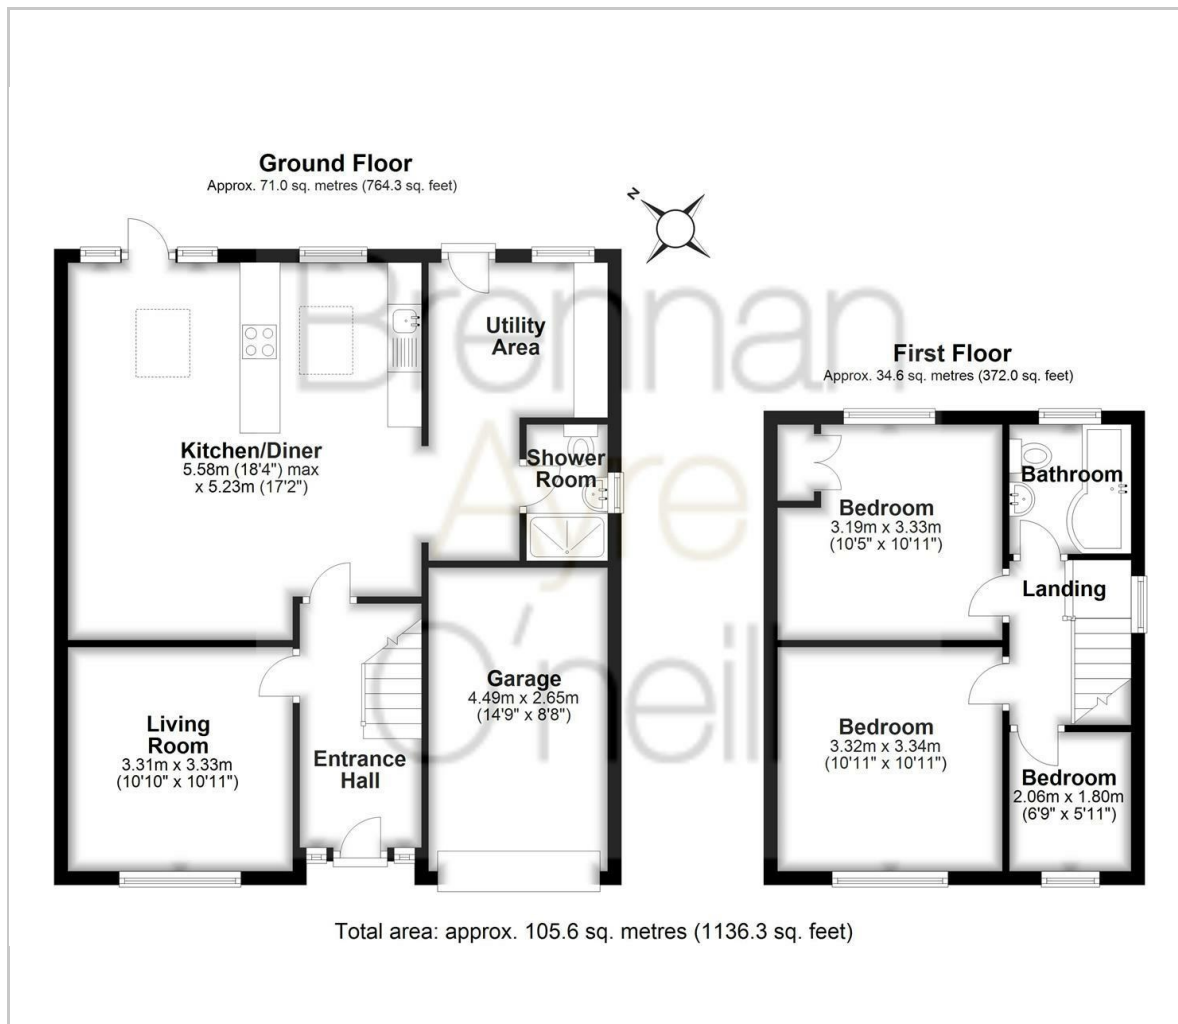 Ground Floor
Approx. 71.0 sq. metres (764.3 sq. feet)
N
Utility
Area
Kitchen/Diner
5.58m (18'4") max
x 5.23m (17'2")
Shower
Room
Living
Room
3.31m x 3.33m
(10'10" x 10'11")
Entrance
Hall
Garage
4.49m x 2.65m
(14'9" x 8'8")
First Floor
Approx. 34.6 sq. metres (372.0 sq. feet)
Bedroom
3.19m x 3.33m
(10'5" x 10'11")
Bathroom
Landing
Bedroom
3.32m x 3.34m
(10'11" x 10'11")
Bedroom
2.06m x 1.80m
(6'9" x 5'11")
Total area: approx. 105.6 sq. metres (1136.3 sq. feet)
Brennan
Ayre
O'neill